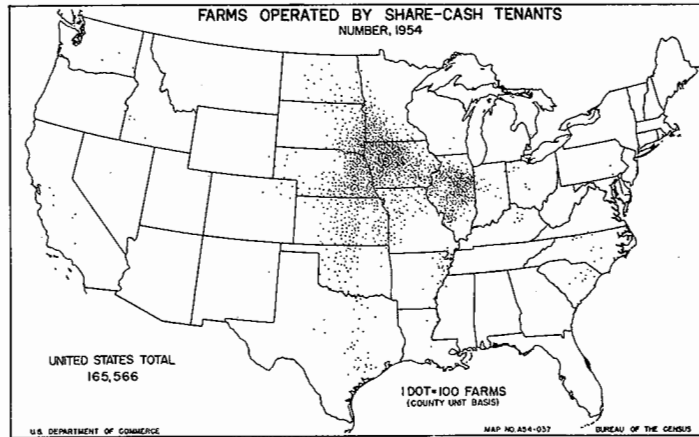 FARMS OPERATED BY SHARE-CASH TENANTS
NUMBER, 1954
UNITED STATES TOTAL
165,566
1 DOT=100 FARMS
(COUNTY UNIT BASIS)
U.S. DEPARTMENT OF COMMERCE
MAP NO. A54-037
BUREAU OF THE CENSUS